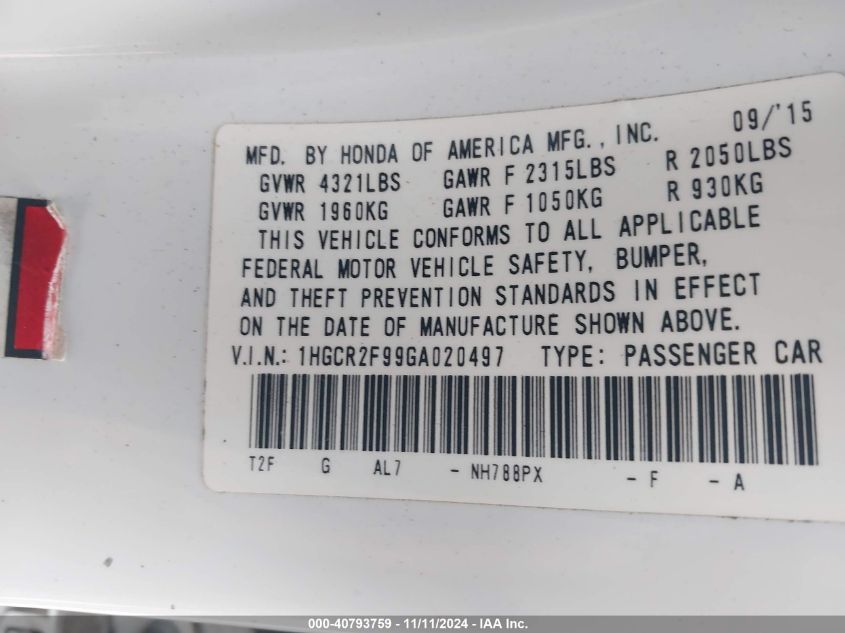 MFD. BY HONDA OF AMERICA MFG., INC. 09/'15
GVWR 4321LBS GAWR F 2315LBS R 2050LBS
GVWR 1960KG GAWR F 1050KG R 930KG
THIS VEHICLE CONFORMS TO ALL APPLICABLE
FEDERAL MOTOR VEHICLE SAFETY, BUMPER,
AND THEFT PREVENTION STANDARDS IN EFFECT
ON THE DATE OF MANUFACTURE SHOWN ABOVE.
V.I.N.: 1HGCR2F99GA020497 TYPE: PASSENGER CAR
T2F G AL7 - NH788PX - F - A
000-40793759 - 11/11/2024 - IAA Inc.